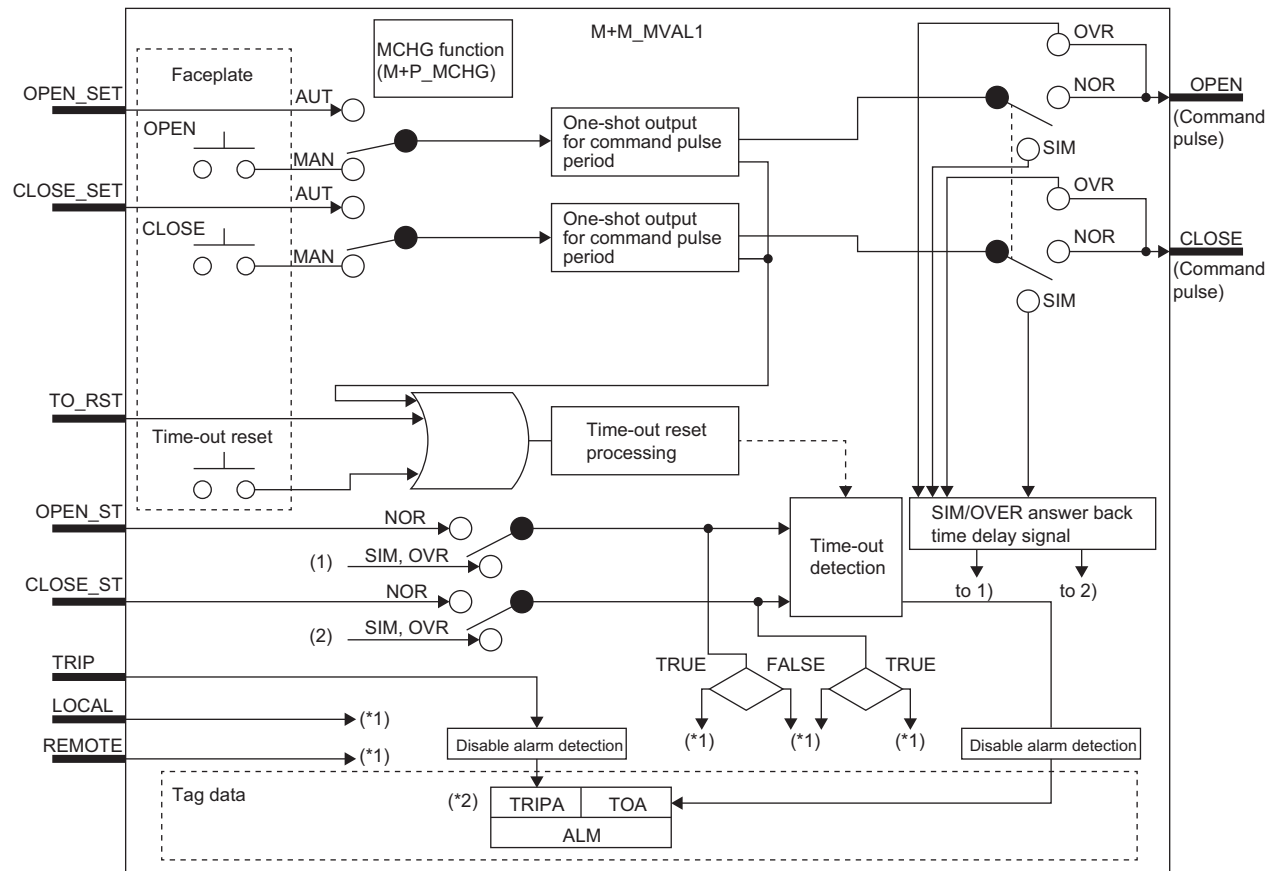 M+M_MVAL1
MCHG function
(M+P_MCHG)
Faceplate
OPEN_SET
AUT
OPEN
MAN
One-shot output
for command pulse
period
OVR
NOR
SIM
OPEN
(Command
pulse)
CLOSE_SET
AUT
CLOSE
MAN
One-shot output
for command pulse
period
OVR
NOR
SIM
CLOSE
(Command
pulse)
TO_RST
Time-out reset
Time-out reset
processing
OPEN_ST
NOR
(1)
SIM, OVR
CLOSE_ST
NOR
(2)
SIM, OVR
Time-out
detection
SIM/OVER answer back
time delay signal
to 1)
to 2)
TRIP
TRUE
FALSE
TRUE
LOCAL
(*1)
(*1)
(*1)
(*1)
REMOTE
(*1)
Disable alarm detection
Disable alarm detection
Tag data
(*2)
TRIPA
TOA
ALM